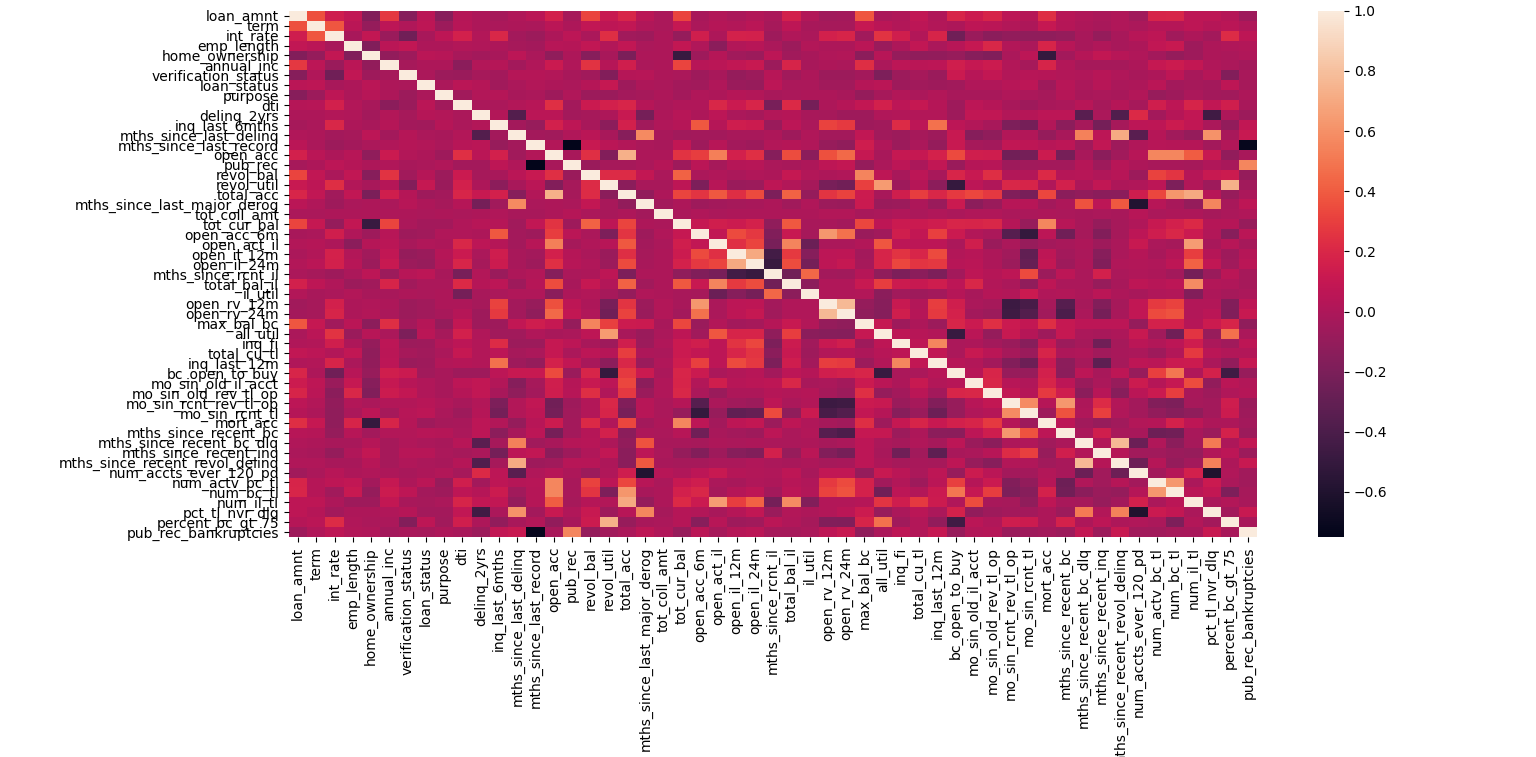 loan_amnt
term
int_rate
emp_length
home_ownership
annual_inc
verification_status
loan_status
purpose
dti
delinq_2yrs
inq_last_6mths
mths_since_last_delinq
mths_since_last_record
open_acc
pub_rec
revol_bal
revol_util
total_acc
mths_since_last_major_derog
tot_coll_amt
tot_cur_bal
open_acc_6m
open_act_il
open_il_12m
open_il_24m
mths_since_rcnt_il
total_bal_il
il_util
open_rv_12m
open_rv_24m
max_bal_bc
all_util
inq_fi
total_cu_tl
inq_last_12m
bc_open_to_buy
mo_sin_old_il_acct
mo_sin_old_rev_tl_op
mo_sin_rcnt_rev_tl_op
mo_sin_rcnt_tl
mort_acc
mths_since_recent_bc
mths_since_recent_bc_dlq
mths_since_recent_inq
mths_since_recent_revol_delinq
num_accts_ever_120_pd
num_actv_bc_tl
num_bc_tl
num_il_tl
pct_tl_nvr_dlq
percent_bc_gt_75
pub_rec_bankruptcies
loan_amnt
term
int_rate
emp_length
home_ownership
annual_inc
verification_status
loan_status
purpose
dti
delinq_2yrs
inq_last_6mths
mths_since_last_delinq
mths_since_last_record
open_acc
pub_rec
revol_bal
revol_util
total_acc
mths_since_last_major_derog
tot_coll_amt
tot_cur_bal
open_acc_6m
open_act_il
open_il_12m
open_il_24m
mths_since_rcnt_il
total_bal_il
il_util
open_rv_12m
open_rv_24m
max_bal_bc
all_util
inq_fi
total_cu_tl
inq_last_12m
bc_open_to_buy
mo_sin_old_il_acct
mo_sin_old_rev_tl_op
mo_sin_rcnt_rev_tl_op
mo_sin_rcnt_tl
mort_acc
mths_since_recent_bc
mths_since_recent_bc_dlq
mths_since_recent_inq
ths_since_recent_revol_delinq
num_accts_ever_120_pd
num_actv_bc_tl
num_bc_tl
num_il_tl
pct_tl_nvr_dlq
percent_bc_gt_75
pub_rec_bankruptcies
1.0
0.8
0.6
0.4
0.2
0.0
−0.2
−0.4
−0.6